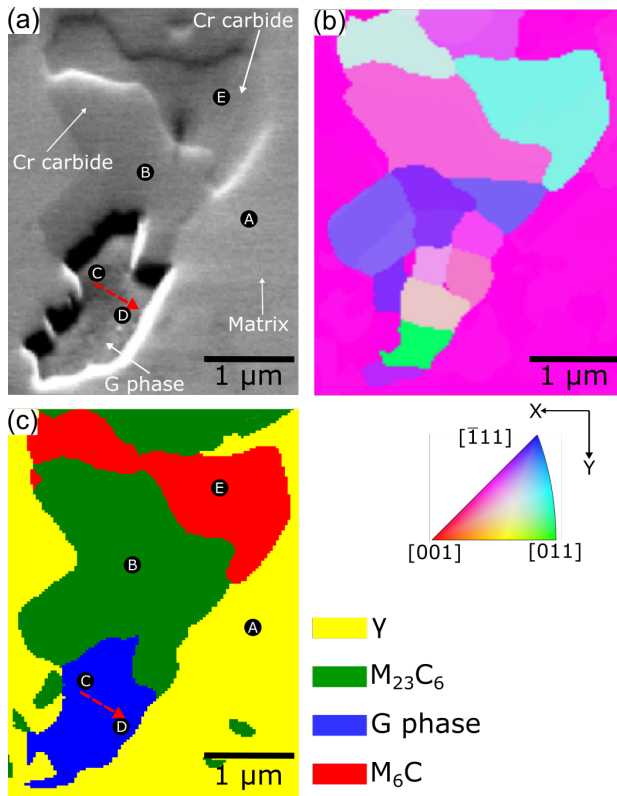 (a)
Cr carbide
E
Cr carbide
B
A
C
D
Matrix
G phase
1 µm
(b)
1 µm
(c)
E
B
A
C
D
1 µm
X
Y
[1̅11]
[001]
[011]
γ
M₂₃C₆
G phase
M₆C